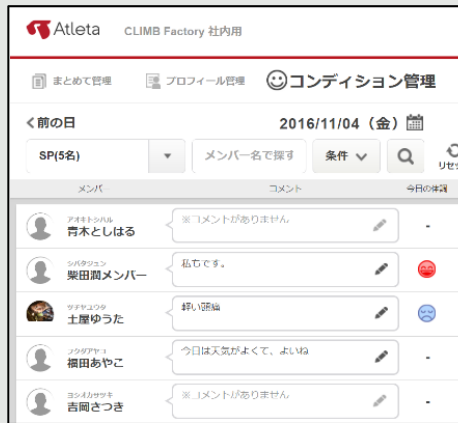 Atleta CLIMB Factory 社内用
まとめて管理 プロフィール管理 コンディション管理
前の日 2016/11/04（金）
SP(5名) メンバー名で探す 条件
メンバ コメント 今日の体調
アオキトシハル
青木としはる
※コメントがありません
-
シバタジュン
柴田潤メンバー
私もです。
ツチヤユウタ
土屋ゆうた
軽い頭痛
フクダアヤコ
福田あやこ
今日は天気がよくて、よいね
-
ヨシオカサツキ
吉岡さつき
※コメントがありません
-